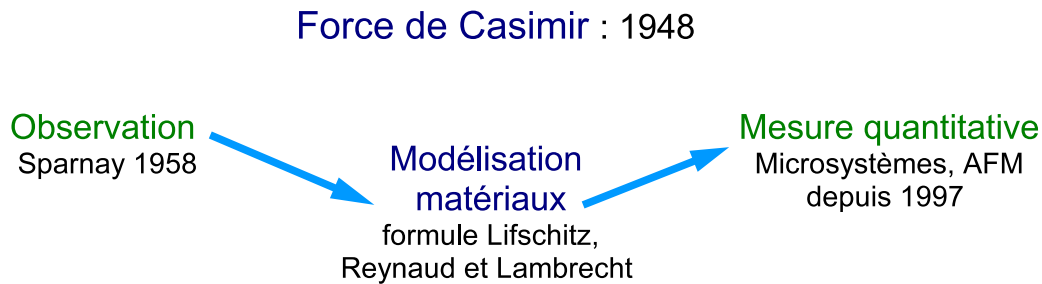 Force de Casimir : 1948
Observation
Sparnay 1958
Modélisation
matériaux
formule Lifschitz,
Reynaud et Lambrecht
Mesure quantitative
Microsystèmes, AFM
depuis 1997